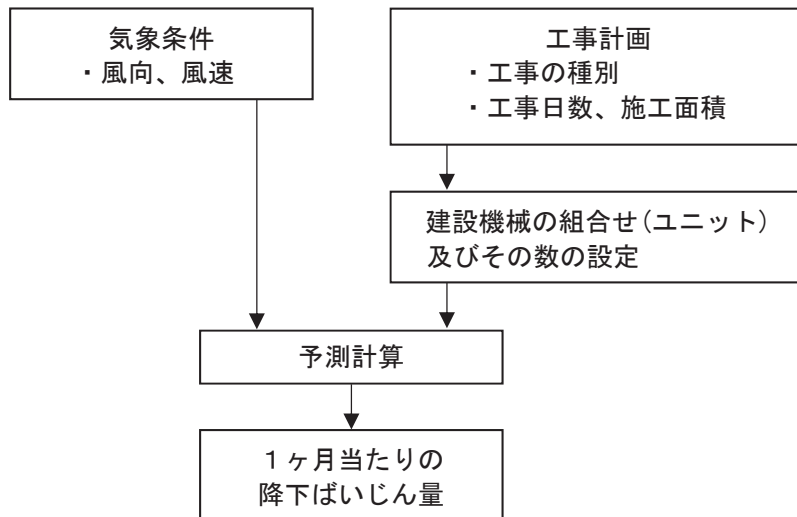 気象条件
・風向、風速
工事計画
・工事の種別
・工事日数、施工面積
建設機械の組合せ(ユニット)
及びその数の設定
予測計算
１ヶ月当たりの
降下ばいじん量